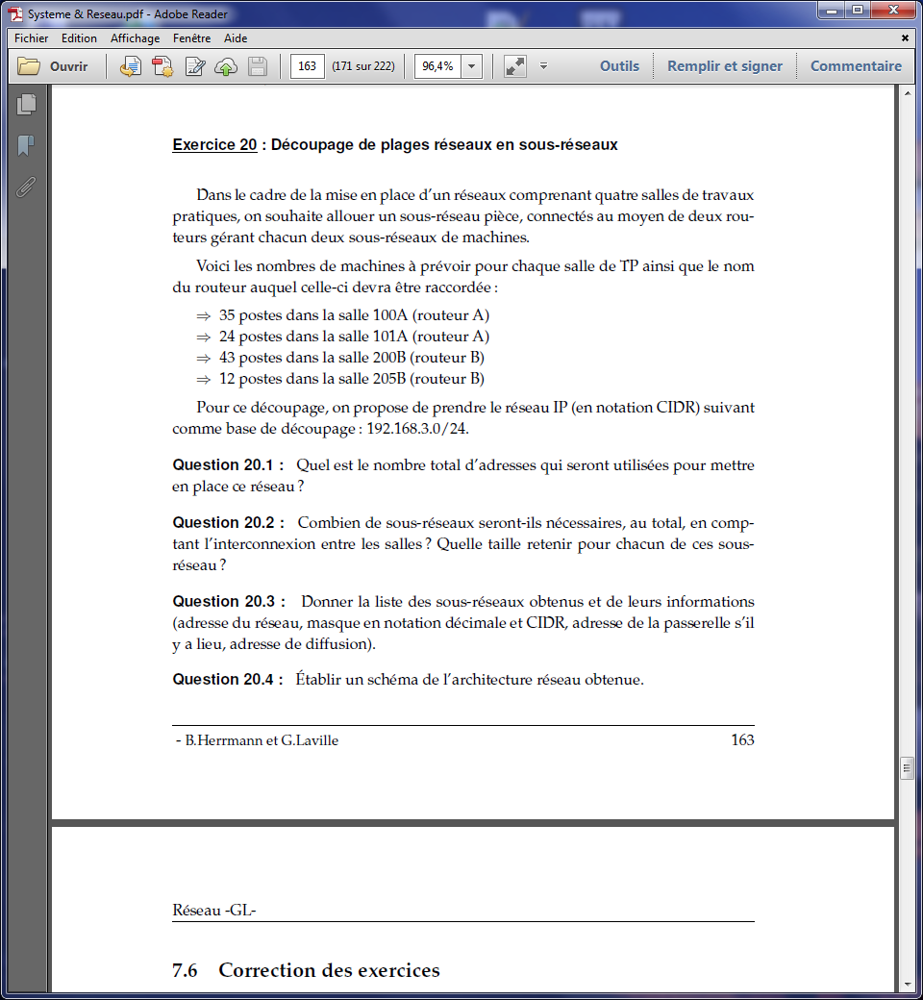 Systeme & Reseau.pdf - Adobe Reader
Fichier Edition Affichage Fenêtre Aide
Ouvrir 163 (171 sur 222) 96,4% Outils Remplir et signer Commentaire
Exercice 20 : Découpage de plages réseaux en sous-réseaux
Dans le cadre de la mise en place d'un réseaux comprenant quatre salles de travaux
pratiques, on souhaite allouer un sous-réseau pièce, connectés au moyen de deux rou-
teurs gérant chacun deux sous-réseaux de machines.
Voici les nombres de machines à prévoir pour chaque salle de TP ainsi que le nom
du routeur auquel celle-ci devra être raccordée :
⇒ 35 postes dans la salle 100A (routeur A)
⇒ 24 postes dans la salle 101A (routeur A)
⇒ 43 postes dans la salle 200B (routeur B)
⇒ 12 postes dans la salle 205B (routeur B)
Pour ce découpage, on propose de prendre le réseau IP (en notation CIDR) suivant
comme base de découpage : 192.168.3.0/24.
Question 20.1 : Quel est le nombre total d'adresses qui seront utilisées pour mettre
en place ce réseau ?
Question 20.2 : Combien de sous-réseaux seront-ils nécessaires, au total, en comp-
tant l'interconnexion entre les salles ? Quelle taille retenir pour chacun de ces sous-
réseau ?
Question 20.3 : Donner la liste des sous-réseaux obtenus et de leurs informations
(adresse du réseau, masque en notation décimale et CIDR, adresse de la passerelle s'il
y a lieu, adresse de diffusion).
Question 20.4 : Établir un schéma de l'architecture réseau obtenue.
- B.Herrmann et G.Laville 163
Réseau -GL-
7.6 Correction des exercices